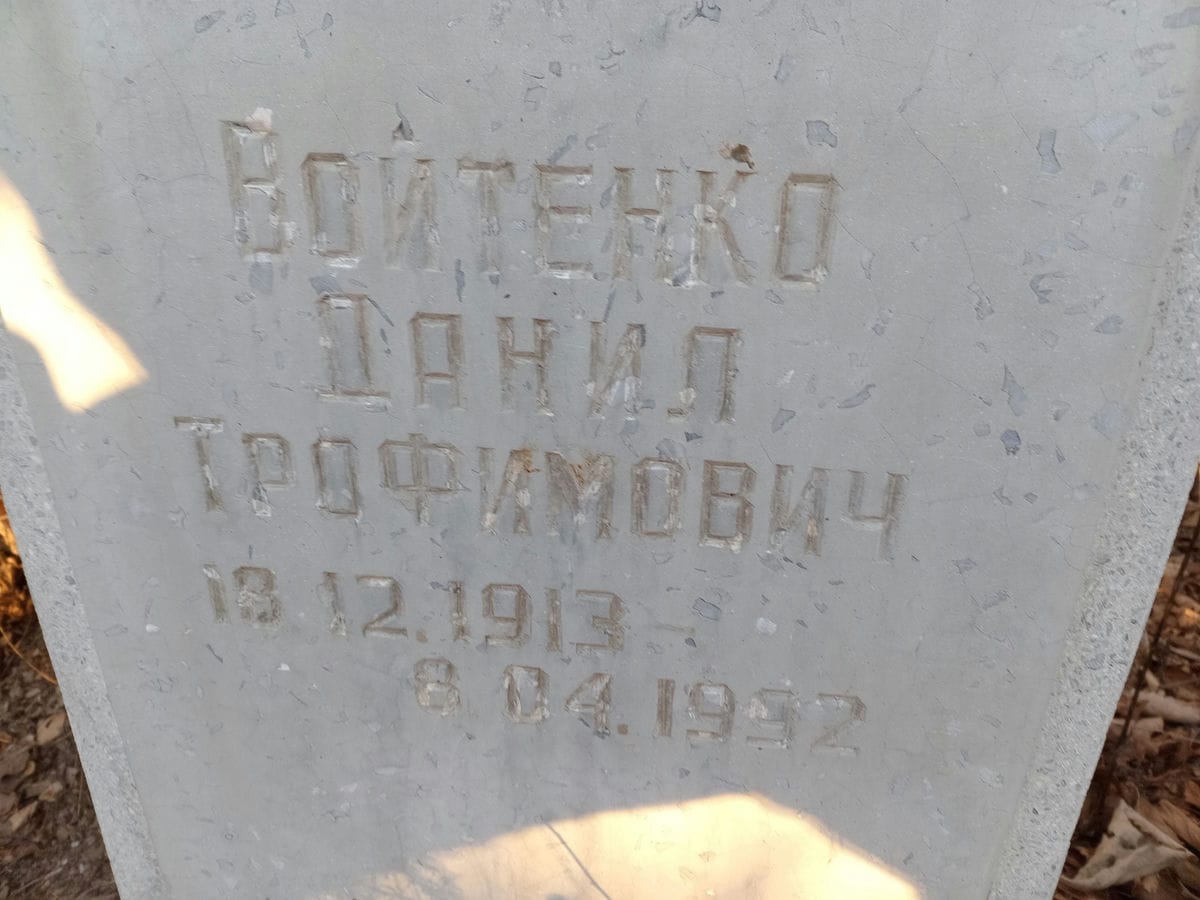 Войтенко
Данил
Трофимович
18.12.1913 -
8.04.1992